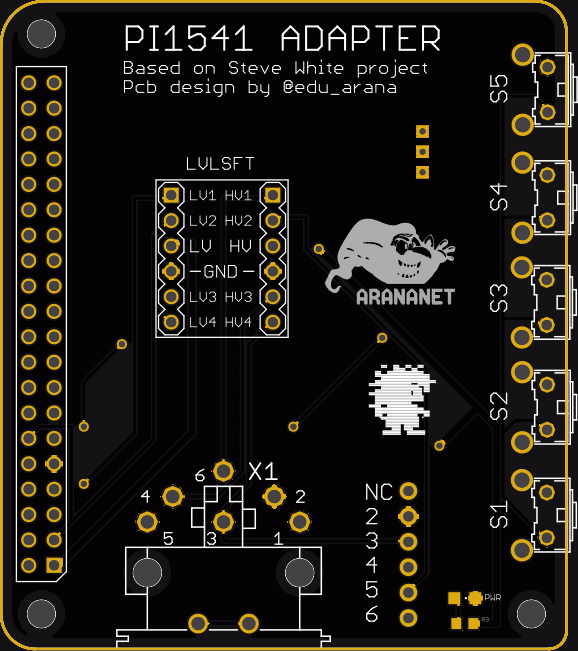 PI1541 ADAPTER
Based on Steve White project
Pcb design by @edu_arana
LVLSFT
LV1 HV1
LV2 HV2
LV HV
GND
LV3 HV3
LV4 HV4
ARANANET
S5
S4
S3
S2
S1
X1
6
4
2
5
3
1
NC
2
3
4
5
6
PWR
R3